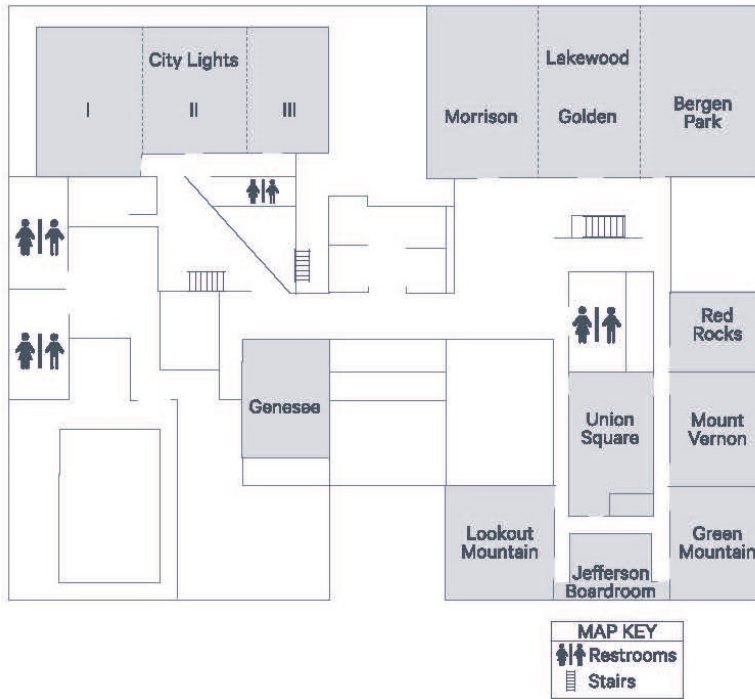 City Lights
I
II
III
Lakewood
Morrison
Golden
Bergen
Park
Red
Rocks
Genesee
Union
Square
Mount
Vernon
Lookout
Mountain
Green
Mountain
Jefferson
Boardroom
MAP KEY
Restrooms
Stairs